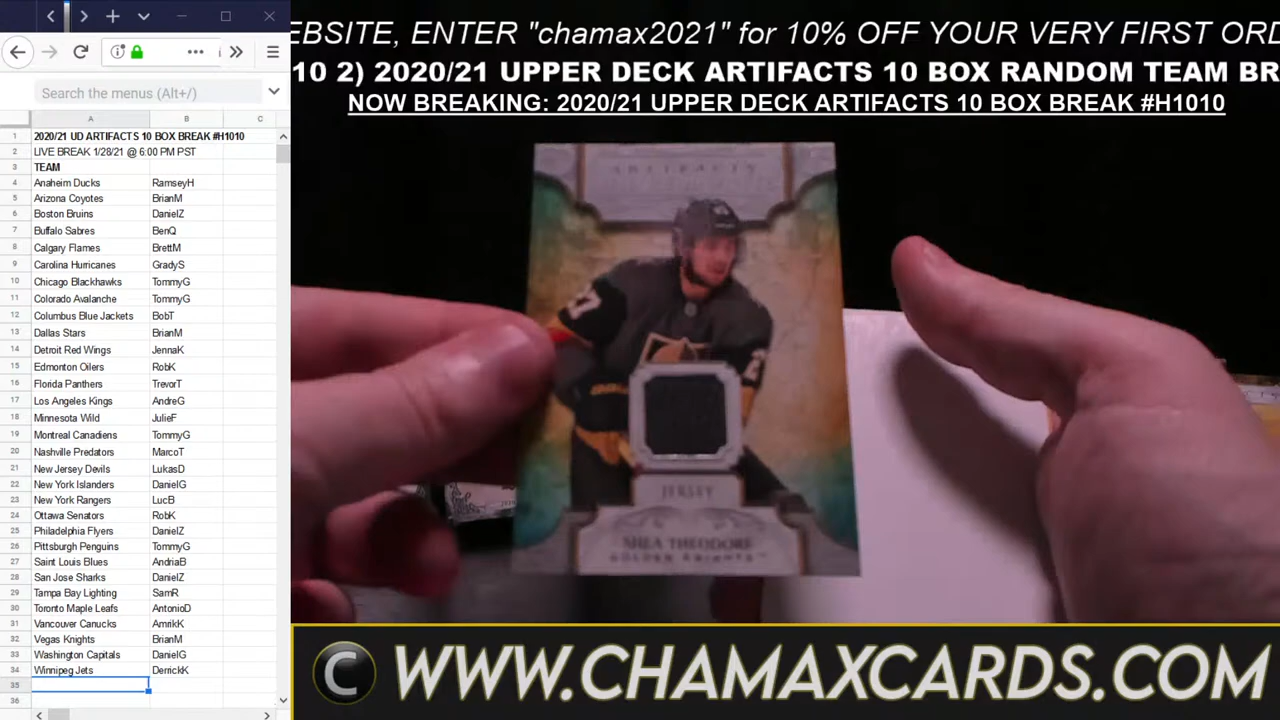 Search the menus (Alt+/)
A B C
1 2020/21 UD ARTIFACTS 10 BOX BREAK #H1010
2 LIVE BREAK 1/28/21 @ 6:00 PM PST
3 TEAM
4 Anaheim Ducks RamseyH
5 Arizona Coyotes BrianM
6 Boston Bruins DanielZ
7 Buffalo Sabres BenQ
8 Calgary Flames BrettM
9 Carolina Hurricanes GradyS
10 Chicago Blackhawks TommyG
11 Colorado Avalanche TommyG
12 Columbus Blue Jackets BobT
13 Dallas Stars BrianM
14 Detroit Red Wings JennaK
15 Edmonton Oilers RobK
16 Florida Panthers TrevorT
17 Los Angeles Kings AndreG
18 Minnesota Wild JulieF
19 Montreal Canadiens TommyG
20 Nashville Predators MarcoT
21 New Jersey Devils LukasD
22 New York Islanders DanielG
23 New York Rangers LucB
24 Ottawa Senators RobK
25 Philadelphia Flyers DanielZ
26 Pittsburgh Penguins TommyG
27 Saint Louis Blues AndriaB
28 San Jose Sharks DanielZ
29 Tampa Bay Lighting SamR
30 Toronto Maple Leafs AntonioD
31 Vancouver Canucks AmrikK
32 Vegas Knights BrianM
33 Washington Capitals DanielG
34 Winnipeg Jets DerrickK
35
36
EBSITE, ENTER "chamax2021" for 10% OFF YOUR VERY FIRST ORD
10 2) 2020/21 UPPER DECK ARTIFACTS 10 BOX RANDOM TEAM BR
NOW BREAKING: 2020/21 UPPER DECK ARTIFACTS 10 BOX BREAK #H1010
ARTIFACTS
JERSEY
SHEA THEODORE
GOLDEN KNIGHTS
C WWW.CHAMAXCARDS.COM